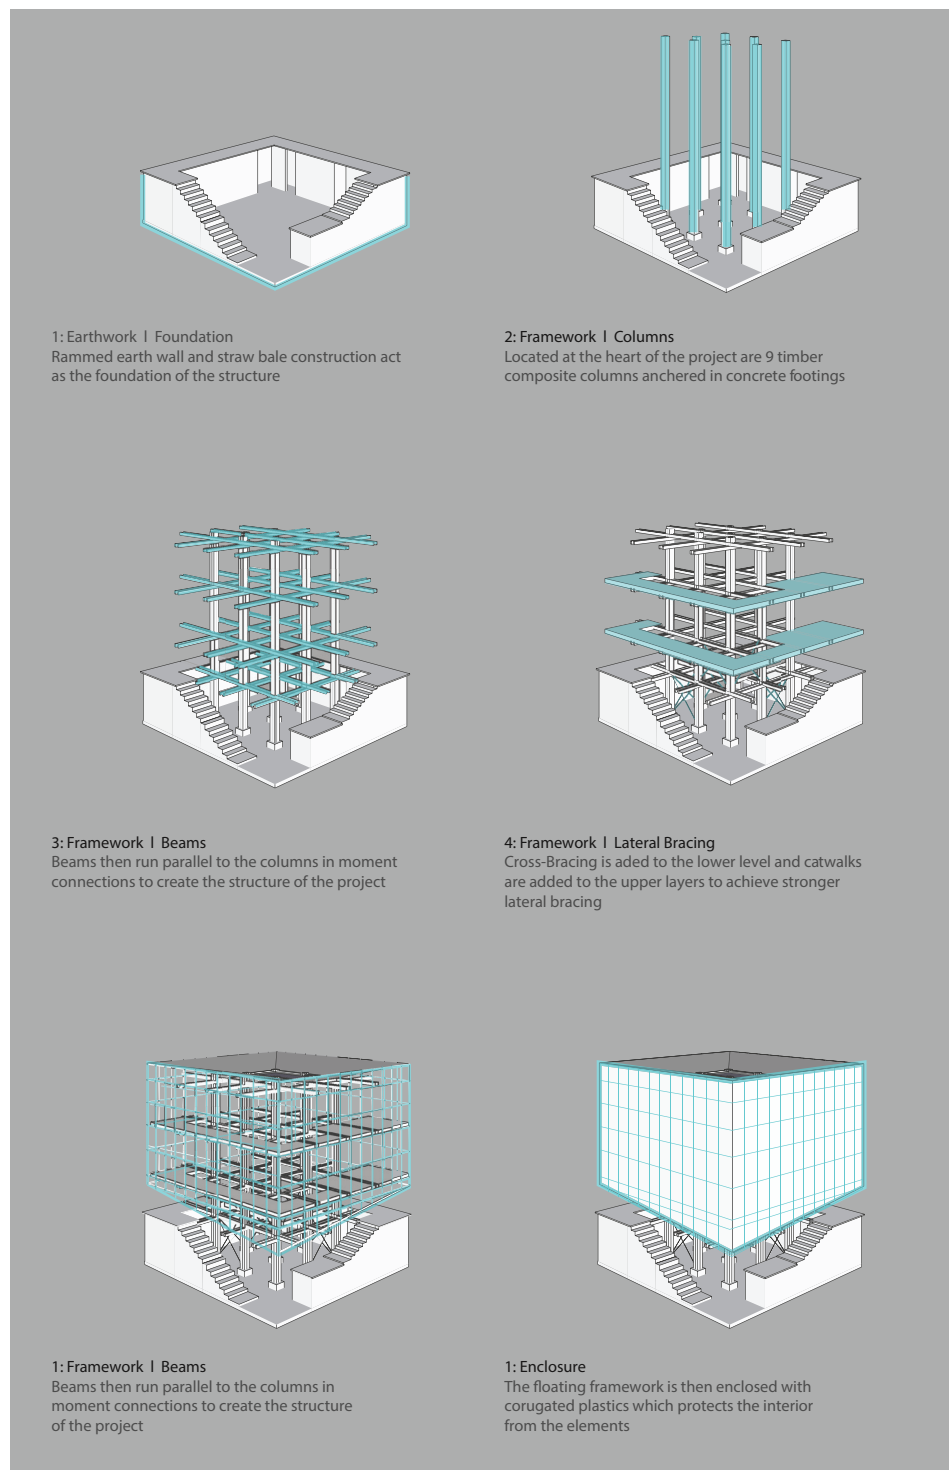 1: Earthwork | Foundation
Rammed earth wall and straw bale construction act
as the foundation of the structure
2: Framework | Columns
Located at the heart of the project are 9 timber
composite columns anchered in concrete footings
3: Framework | Beams
Beams then run parallel to the columns in moment
connections to create the structure of the project
4: Framework | Lateral Bracing
Cross-Bracing is aded to the lower level and catwalks
are added to the upper layers to achieve stronger
lateral bracing
1: Framework | Beams
Beams then run parallel to the columns in
moment connections to create the structure
of the project
1: Enclosure
The floating framework is then enclosed with
corugated plastics which protects the interior
from the elements